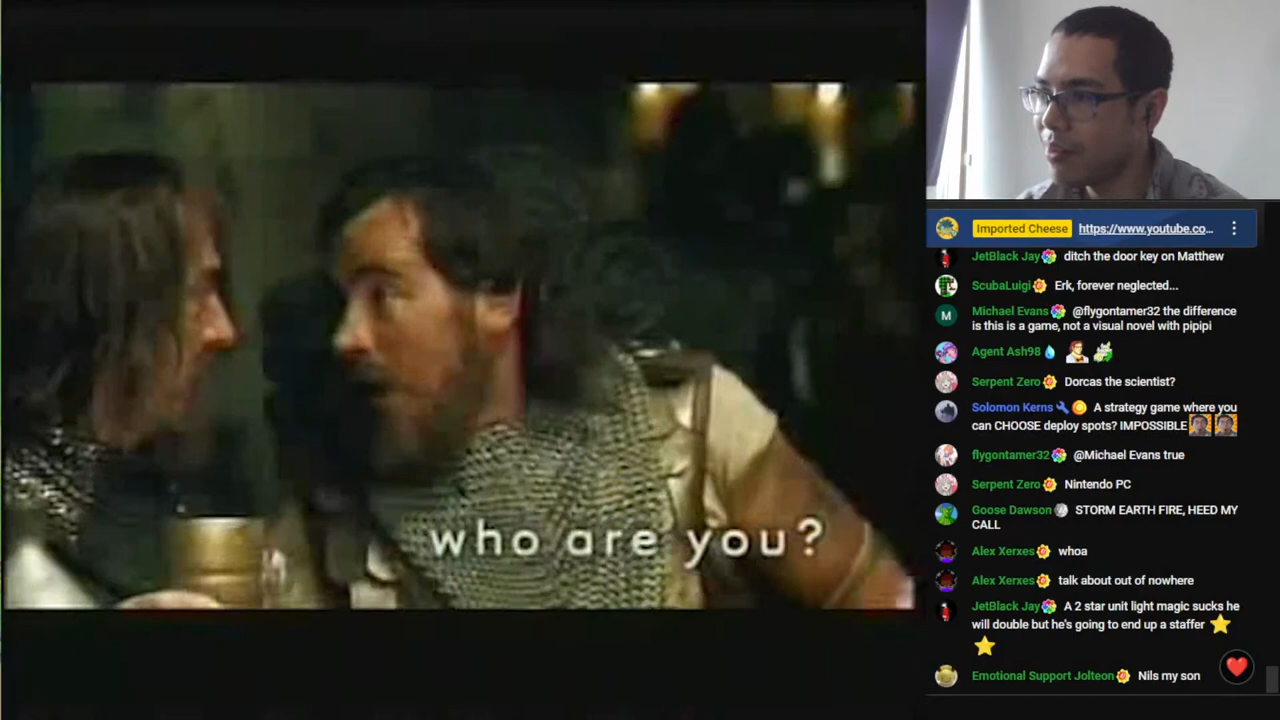 who are you?
Imported Cheese https://www.youtube.co...
JetBlack Jay ditch the door key on Matthew
ScubaLuigi Erk, forever neglected...
M
Michael Evans @flygontamer32 the difference
is this is a game, not a visual novel with pipipi
Agent Ash98
Serpent Zero Dorcas the scientist?
Solomon Kerns A strategy game where you
can CHOOSE deploy spots? IMPOSSIBLE
flygontamer32 @Michael Evans true
Serpent Zero Nintendo PC
Goose Dawson STORM EARTH FIRE, HEED MY
CALL
Alex Xerxes whoa
Alex Xerxes talk about out of nowhere
JetBlack Jay A 2 star unit light magic sucks he
will double but he's going to end up a staffer
Emotional Support Jolteon Nils my son